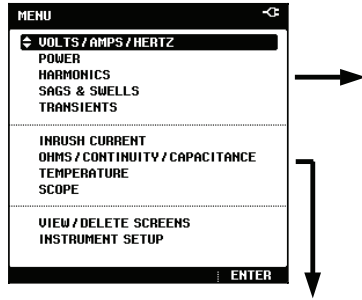 MENU
VOLTS/AMPS/HERTZ
POWER
HARMONICS
SAGS & SWELLS
TRANSIENTS
INRUSH CURRENT
OHMS/CONTINUITY/CAPACITANCE
TEMPERATURE
SCOPE
VIEW/DELETE SCREENS
INSTRUMENT SETUP
ENTER